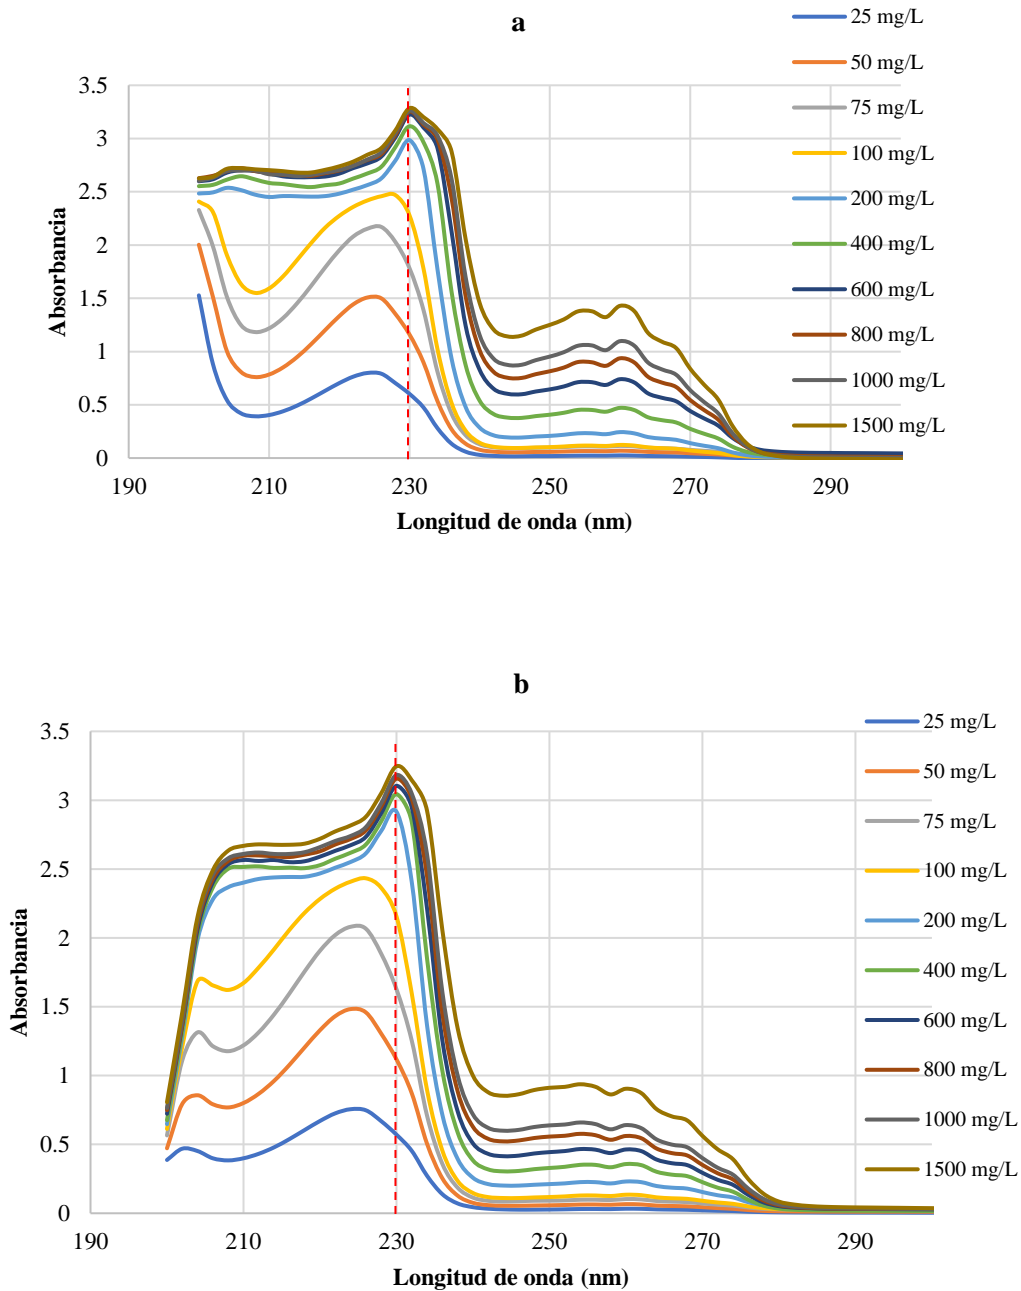 a
25 mg/L
50 mg/L
75 mg/L
100 mg/L
200 mg/L
400 mg/L
600 mg/L
800 mg/L
1000 mg/L
1500 mg/L
3.5
3
2.5
2
1.5
1
0.5
0
Absorbancia
190 210 230 250 270 290
Longitud de onda (nm)
b
25 mg/L
50 mg/L
75 mg/L
100 mg/L
200 mg/L
400 mg/L
600 mg/L
800 mg/L
1000 mg/L
1500 mg/L
3.5
3
2.5
2
1.5
1
0.5
0
Absorbancia
190 210 230 250 270 290
Longitud de onda (nm)